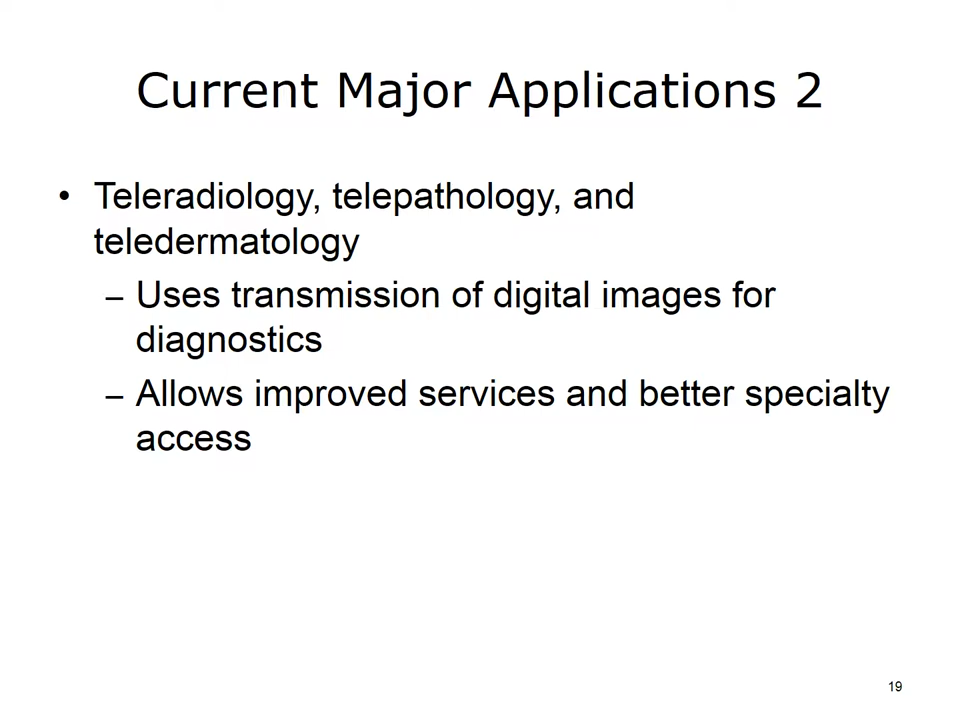 Current Major Applications 2
• Teleradiology, telepathology, and
teledermatology
– Uses transmission of digital images for
diagnostics
– Allows improved services and better specialty
access
19